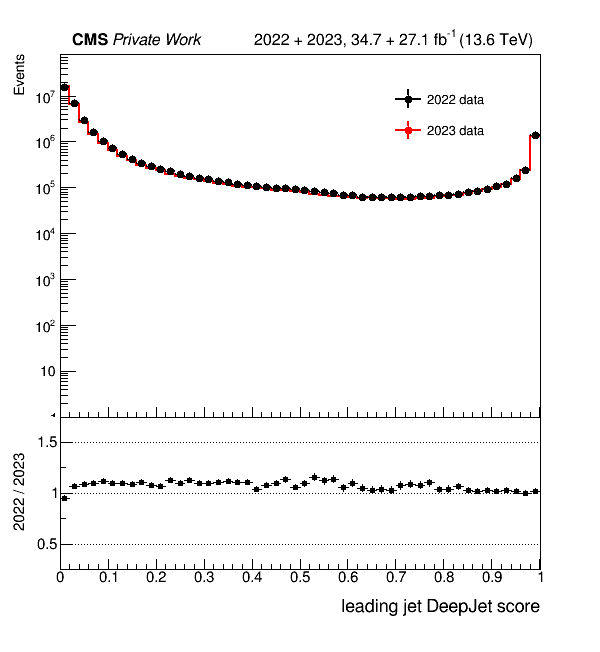 CMS Private Work 2022 + 2023, 34.7 + 27.1 fb⁻¹ (13.6 TeV)
Events
10⁷
10⁶
10⁵
10⁴
10³
10²
10
2022 data
2023 data
2022 / 2023
1.5
1
0.5
0 0.1 0.2 0.3 0.4 0.5 0.6 0.7 0.8 0.9 1
leading jet DeepJet score